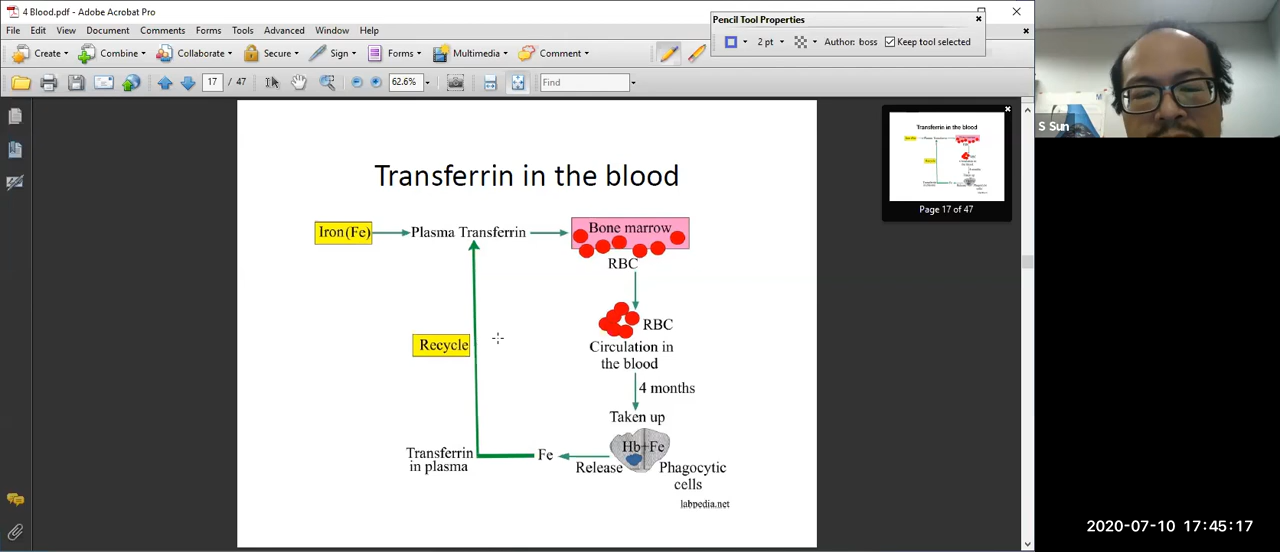 4 Blood.pdf - Adobe Acrobat Pro
File Edit View Document Comments Forms Tools Advanced Window Help
Create Combine Collaborate Secure Sign Forms Multimedia Comment
17 / 47 62.6% Find
Pencil Tool Properties
2 pt Author: boss Keep tool selected
Transferrin in the blood
Iron (Fe) Plasma Transferrin Bone marrow
RBC
RBC
Circulation in
the blood
Recycle
4 months
Taken up
Hb+Fe
Transferrin
in plasma
Fe
Release
Phagocytic
cells
labpedia.net
Transferrin in the blood
Page 17 of 47
S Sun
2020-07-10 17:45:17